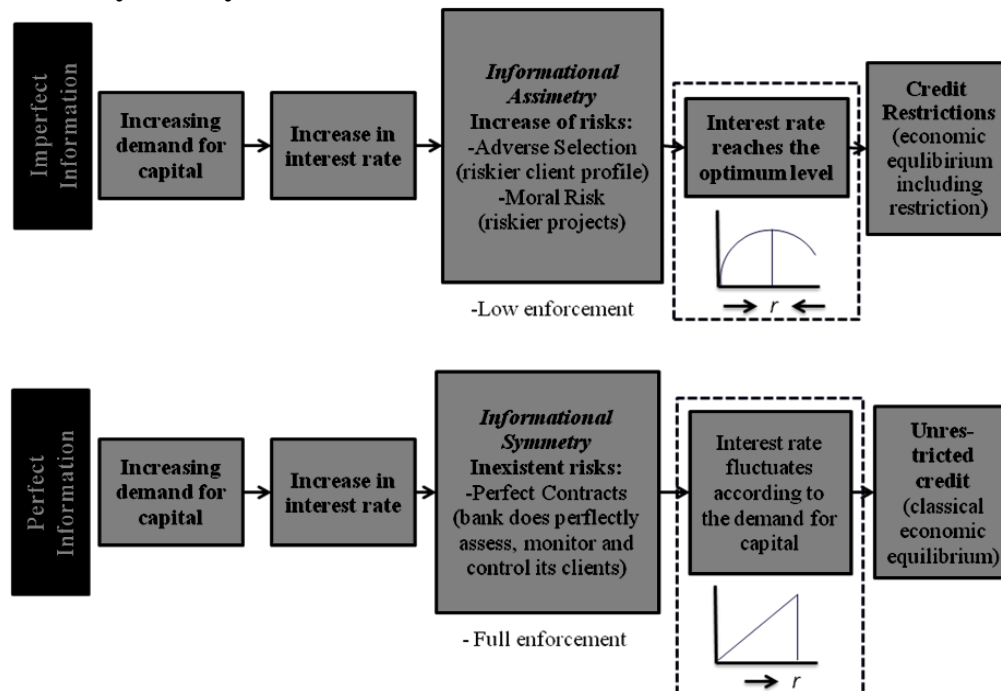 Imperfect
Information
Increasing
demand for
capital
Increase in
interest rate
Informational
Assimetry
Increase of risks:
-Adverse Selection
(riskier client profile)
-Moral Risk
(riskier projects)
-Low enforcement
Interest rate
reaches the
optimum level
r
Credit
Restrictions
(economic
equlibirium
including
restriction)
Perfect
Information
Increasing
demand for
capital
Increase in
interest rate
Informational
Symmetry
Inexistent risks:
-Perfect Contracts
(bank does perflectly
assess, monitor and
control its clients)
- Full enforcement
Interest rate
fluctuates
according to
the demand for
capital
r
Unres-
tricted
credit
(classical
economic
equilibrium)